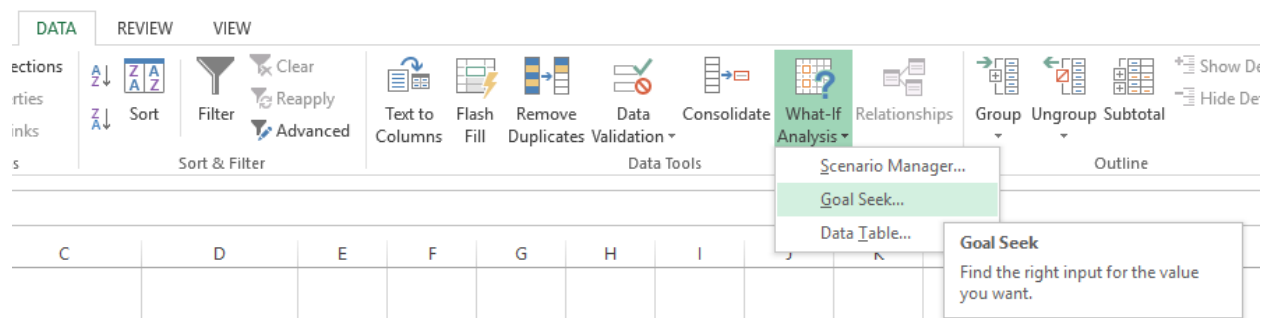 DATA REVIEW VIEW
ections
erties
inks
s
A Z
Z A
Z A
A Z
Sort
Filter
Clear
Reapply
Advanced
Sort & Filter
Text to
Columns
Flash
Fill
Remove
Duplicates
Data
Validation
Consolidate
What-If
Analysis
Relationships
Data Tools
Group
Ungroup
Subtotal
Show De
Hide De
Outline
Scenario Manager...
Goal Seek...
Data Table...
Goal Seek
Find the right input for the value
you want.
C D E F G H I J K